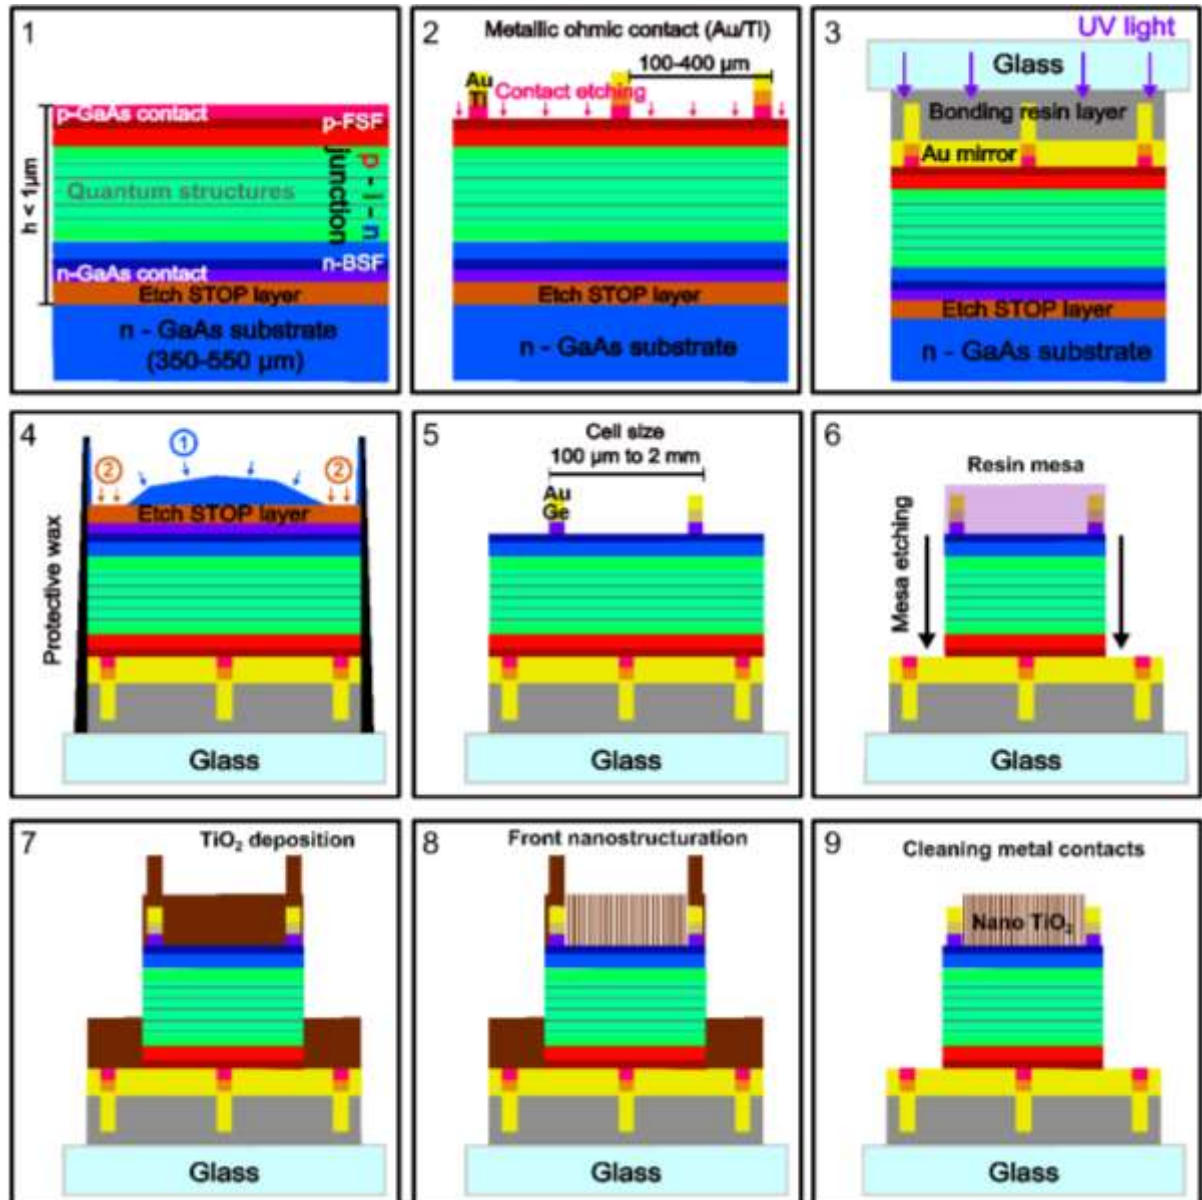 1
p-GaAs contact
p-FSF
h < 1µm
Quantum structures
p - i - n
junction
n-BSF
n-GaAs contact
Etch STOP layer
n - GaAs substrate
(350-550 µm)
2
Metallic ohmic contact (Au/Ti)
100-400 µm
Au
Ti
Contact etching
Etch STOP layer
n - GaAs substrate
3
UV light
Glass
Bonding resin layer
Au mirror
Etch STOP layer
n - GaAs substrate
4
1
2
2
Etch STOP layer
Protective wax
Glass
5
Cell size
100 µm to 2 mm
Au
Ge
Glass
6
Resin mesa
Mesa etching
Glass
7
TiO₂ deposition
Glass
8
Front nanostructuration
Glass
9
Cleaning metal contacts
Nano TiO₂
Glass